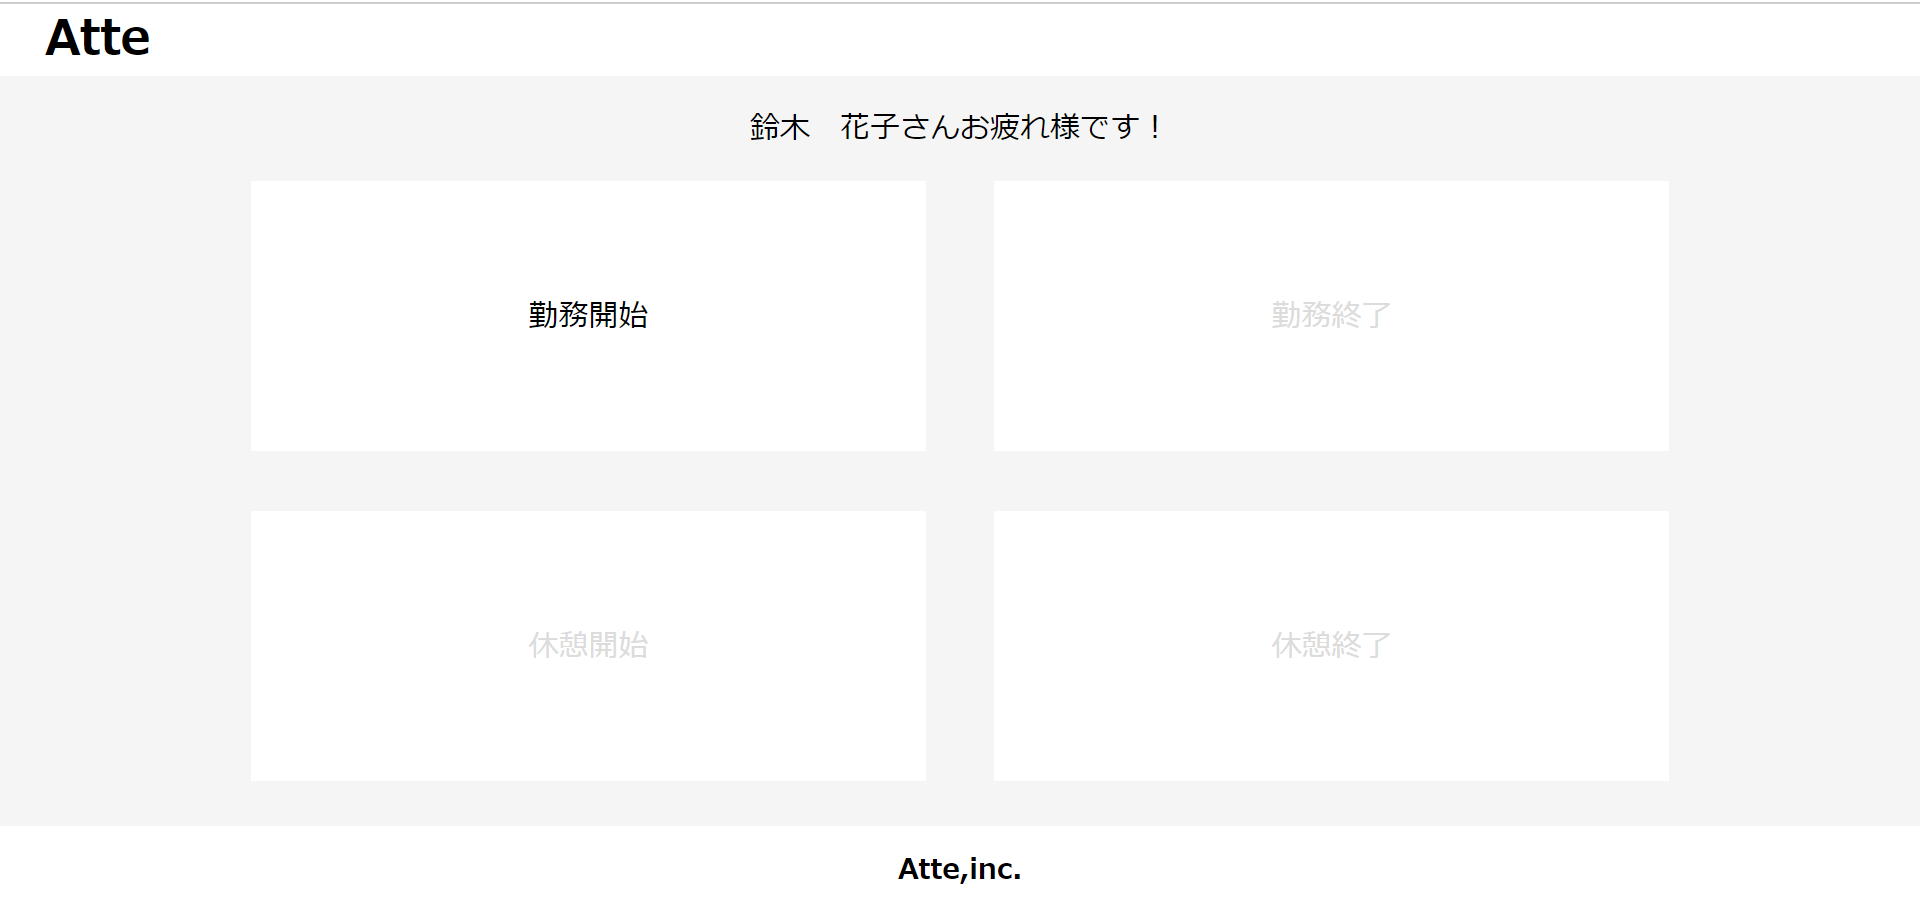 Atte
鈴木　花子さんお疲れ様です！
勤務開始
勤務終了
休憩開始
休憩終了
Atte,inc.